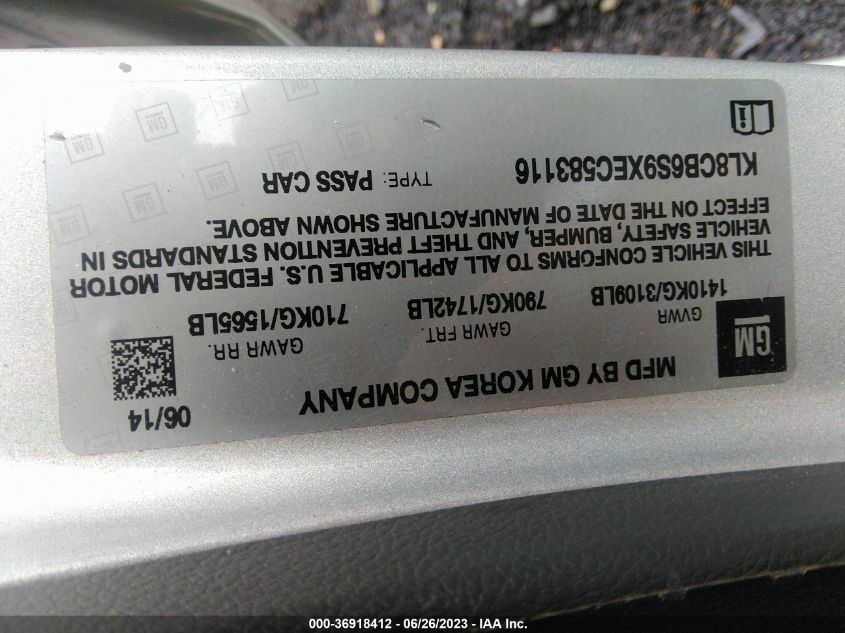 MFD BY GM KOREA COMPANY
06/14
GM
GVWR
GAWR FRT.
GAWR RR.
1410KG/3109LB
790KG/1742LB
710KG/1565LB
THIS VEHICLE CONFORMS TO ALL APPLICABLE U.S. FEDERAL MOTOR
VEHICLE SAFETY, BUMPER, AND THEFT PREVENTION STANDARDS IN
EFFECT ON THE DATE OF MANUFACTURE SHOWN ABOVE.
KL8CB6S9XEC583116
TYPE: PASS CAR
000-36918412 - 06/26/2023 - IAA Inc.